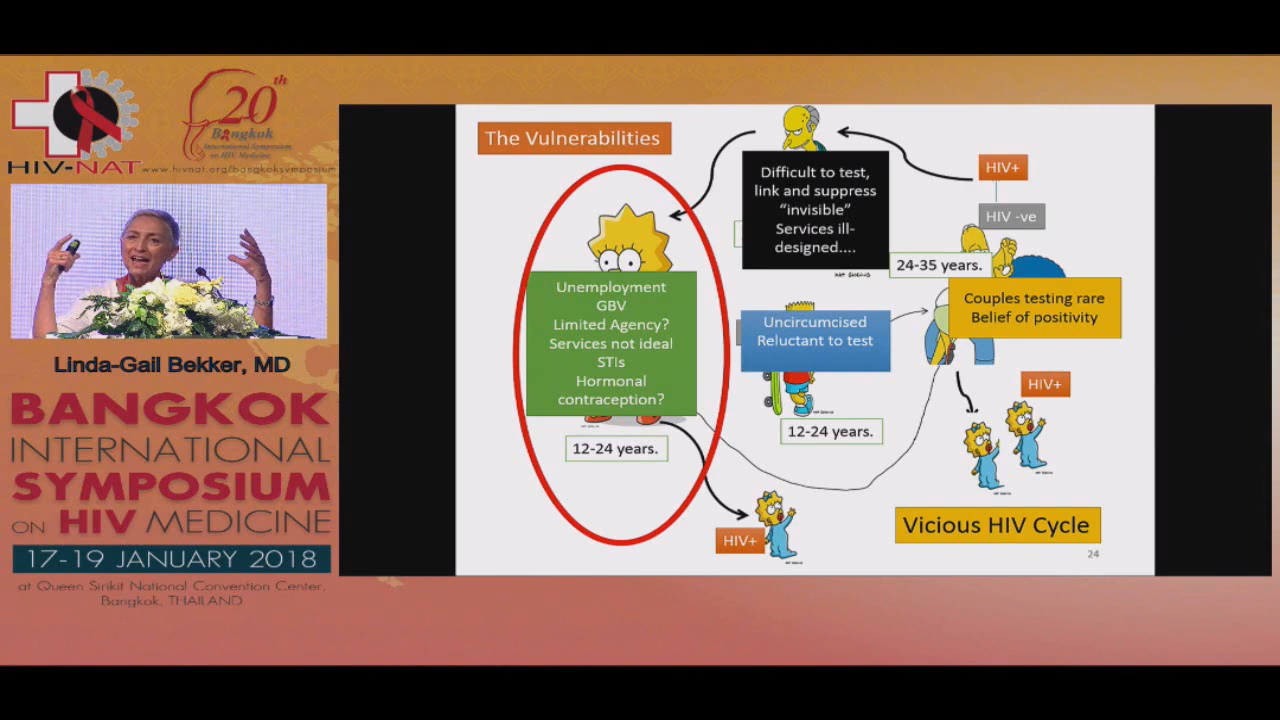 HIV-NAT
20th
Bangkok
International Symposium
on HIV Medicine
www.hivnat.org/bangkoksymposium
Linda-Gail Bekker, MD
BANGKOK
INTERNATIONAL
SYMPOSIUM
ON HIV MEDICINE
17-19 JANUARY 2018
at Queen Sirikit National Convention Center,
Bangkok, THAILAND
The Vulnerabilities
Difficult to test,
link and suppress
“invisible”
Services ill-
designed....
HIV+
HIV -ve
24-35 years.
Couples testing rare
Belief of positivity
Unemployment
GBV
Limited Agency?
Services not ideal
STIs
Hormonal
contraception?
12-24 years.
Uncircumcised
Reluctant to test
12-24 years.
HIV+
HIV+
Vicious HIV Cycle
24